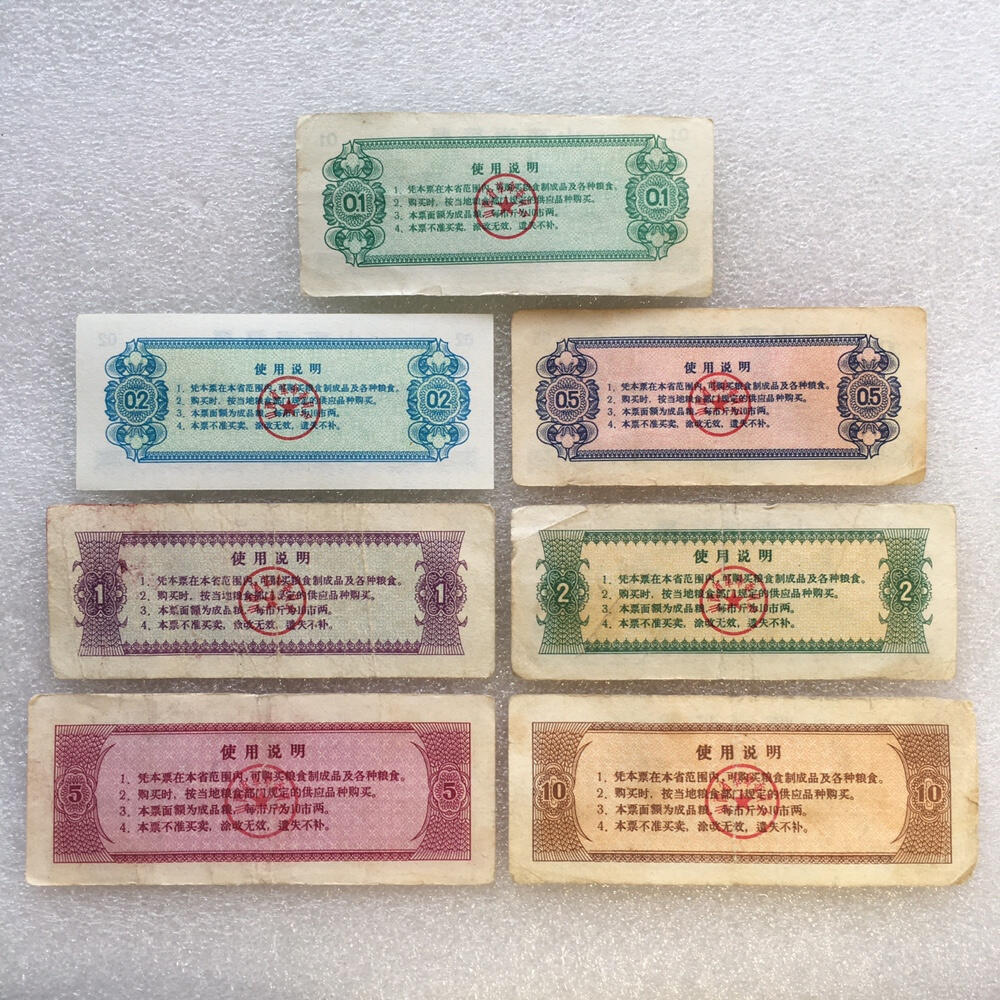 使用说明
0.1 0.1
1、凭本票在本省范围内，可购买粮食制成品及各种粮食。
2、购买时，按当地粮食部门规定的供应品种购买。
3、本票面额为成品粮，每市斤为10市两。
4、本票不准买卖，涂改无效，遗失不补。
使用说明
0.2 0.2
1、凭本票在本省范围内，可购买粮食制成品及各种粮食。
2、购买时，按当地粮食部门规定的供应品种购买。
3、本票面额为成品粮，每市斤为10市两。
4、本票不准买卖，涂改无效，遗失不补。
使用说明
0.5 0.5
1、凭本票在本省范围内，可购买粮食制成品及各种粮食。
2、购买时，按当地粮食部门规定的供应品种购买。
3、本票面额为成品粮，每市斤为10市两。
4、本票不准买卖，涂改无效，遗失不补。
使用说明
1 1
1、凭本票在本省范围内，可购买粮食制成品及各种粮食。
2、购买时，按当地粮食部门规定的供应品种购买。
3、本票面额为成品粮，每市斤为10市两。
4、本票不准买卖，涂改无效，遗失不补。
使用说明
2 2
1、凭本票在本省范围内，可购买粮食制成品及各种粮食。
2、购买时，按当地粮食部门规定的供应品种购买。
3、本票面额为成品粮，每市斤为10市两。
4、本票不准买卖，涂改无效，遗失不补。
使用说明
5 5
1、凭本票在本省范围内，可购买粮食制成品及各种粮食。
2、购买时，按当地粮食部门规定的供应品种购买。
3、本票面额为成品粮，每市斤为10市两。
4、本票不准买卖，涂改无效，遗失不补。
使用说明
10 10
1、凭本票在本省范围内，可购买粮食制成品及各种粮食。
2、购买时，按当地粮食部门规定的供应品种购买。
3、本票面额为成品粮，每市斤为10市两。
4、本票不准买卖，涂改无效，遗失不补。